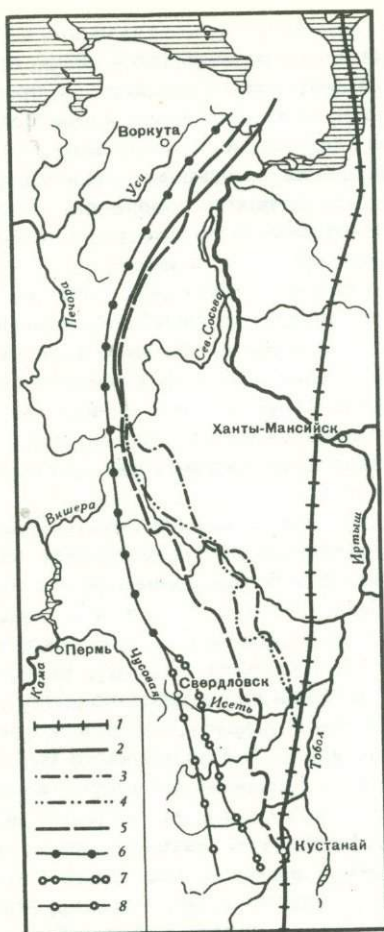 Воркута
Уса
Печора
Сев. Сосьва
Ханты-Мансийск
Вишера
Иртыш
Пермь
Кама
Чусовая
Свердловск
Исеть
Тобол
Кустанай
1
2
3
4
5
6
7
8